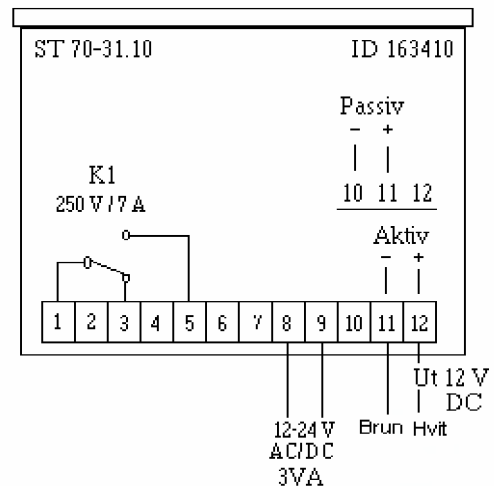 ST 70-31.10 ID 163410
Passiv
- +
10 11 12
K1
250 V / 7 A
Aktiv
- +
1 2 3 4 5 6 7 8 9 10 11 12
Ut 12 V
DC
12-24 V Brun Hvit
AC/DC
3VA